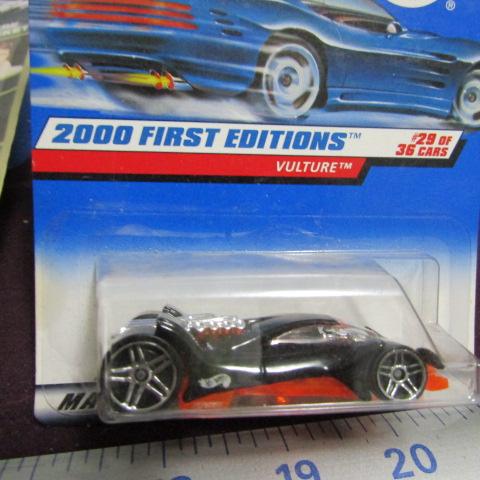 ®
2000 FIRST EDITIONS™
#29 OF
36 CARS
VULTURE™
MA
19 20